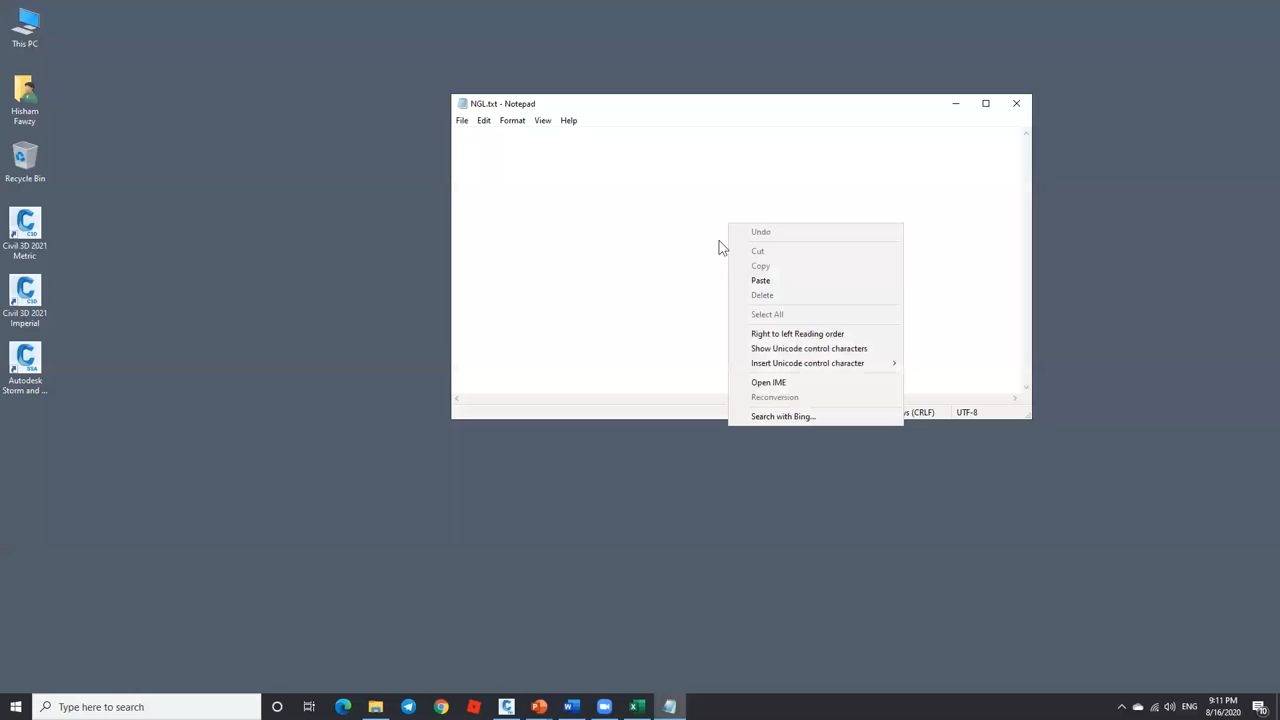 This PC
Hisham
Fawzy
Recycle Bin
Civil 3D 2021
Metric
Civil 3D 2021
Imperial
Autodesk
Storm and ...
NGL.txt - Notepad
File Edit Format View Help
Undo
Cut
Copy
Paste
Delete
Select All
Right to left Reading order
Show Unicode control characters
Insert Unicode control character
Open IME
Reconversion
Search with Bing...
(CRLF) UTF-8
Type here to search
ENG
9:11 PM
8/16/2020